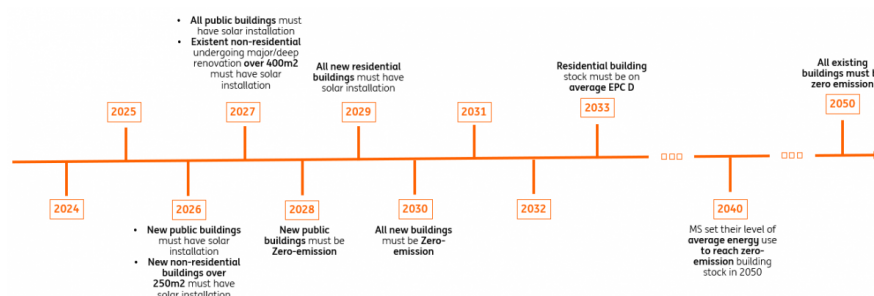 • All public buildings must
have solar installation
• Existent non-residential
undergoing major/deep
renovation over 400m2
must have solar
installation
All new residential
buildings must have
solar installation
Residential building
stock must be on
average EPC D
All existing
buildings must b
zero emission
2025
2027
2029
2031
2033
2050
2024
2026
2028
2030
2032
2040
• New public buildings
must have solar
installation
• New non-residential
buildings over
250m2 must have
solar installation
New public
buildings must be
Zero-emission
All new buildings
must be Zero-
emission
MS set their level of
average energy use
to reach zero-
emission building
stock in 2050